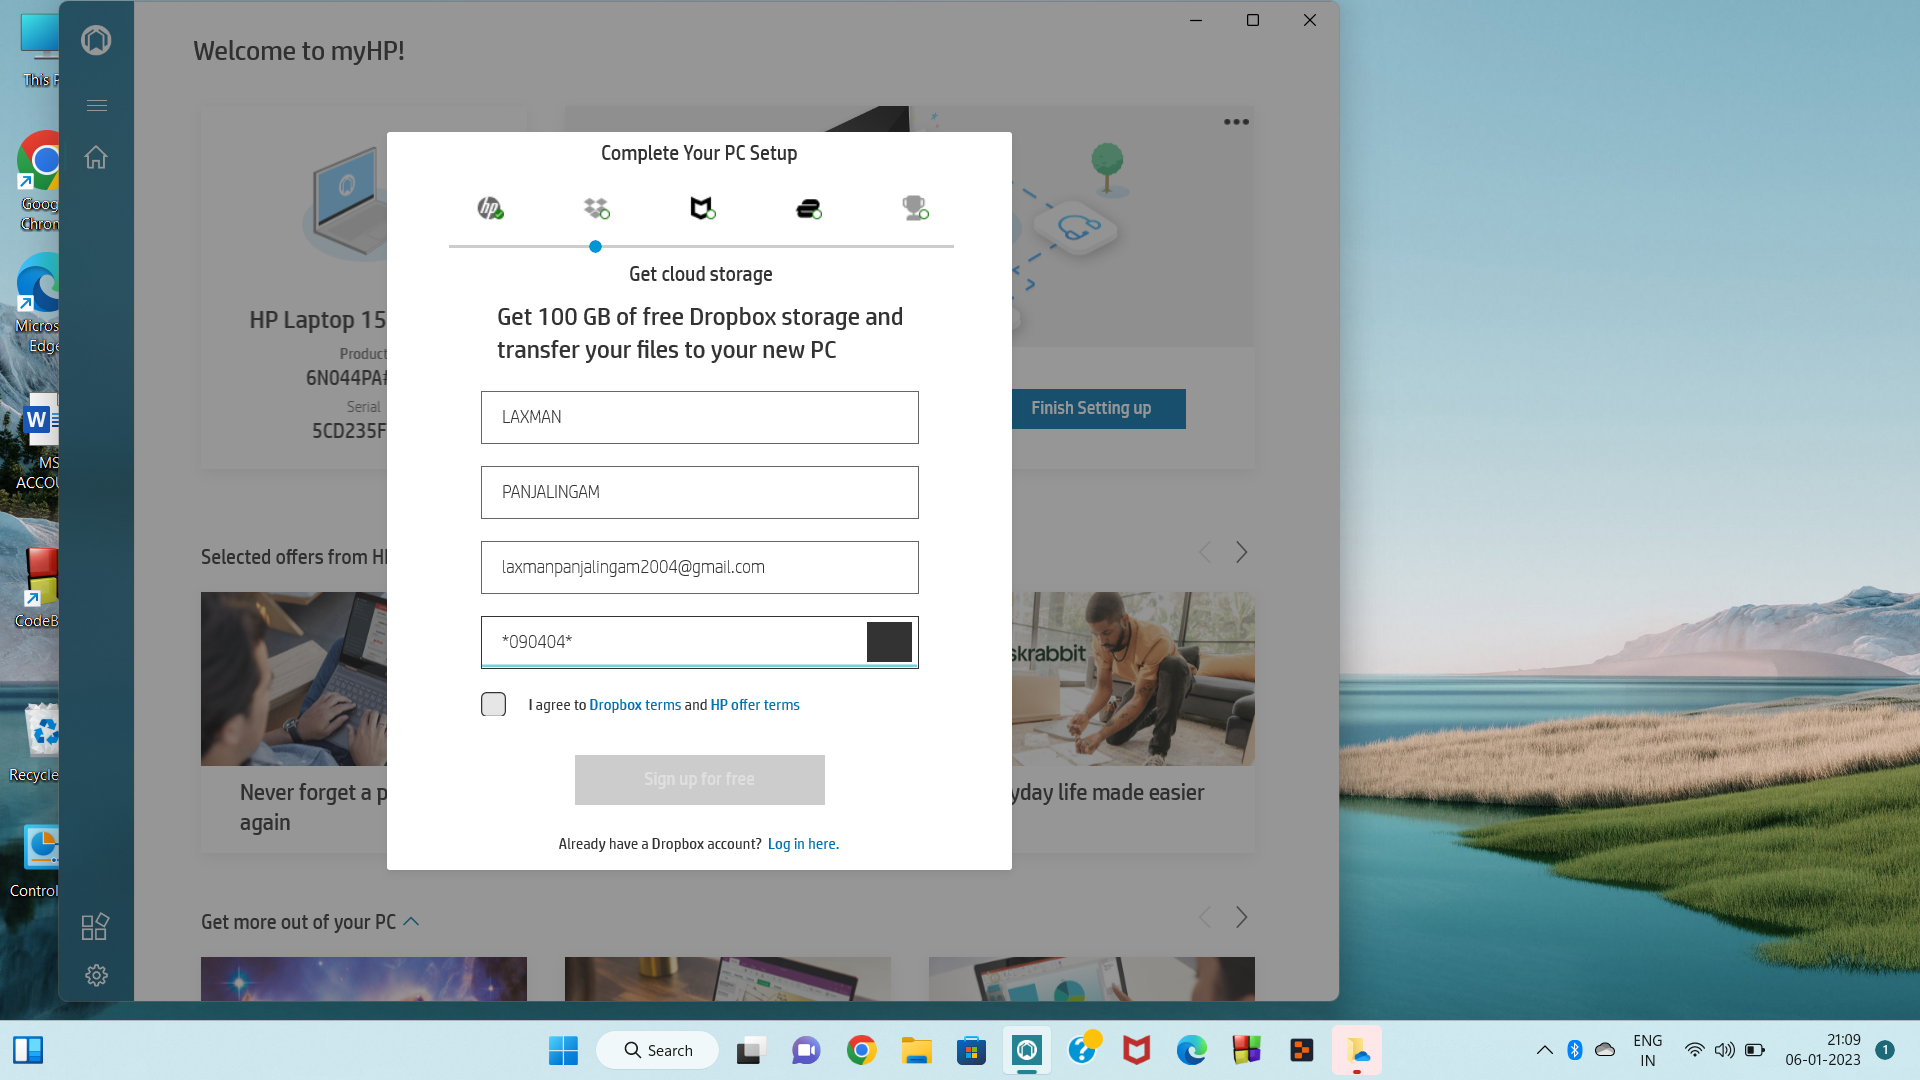 Welcome to myHP!
Complete Your PC Setup
Get cloud storage
Get 100 GB of free Dropbox storage and
transfer your files to your new PC
LAXMAN
PANJALINGAM
laxmanpanjalingam2004@gmail.com
*090404*
I agree to Dropbox terms and HP offer terms
Sign up for free
Already have a Dropbox account? Log in here.
HP Laptop 15
Product
6N044PA#
Serial
5CD235F
Finish Setting up
Selected offers from HP
skrabbit
Never forget a p
again
yday life made easier
Get more out of your PC
This P
Goog
Chrom
Micros
Edge
MS
ACCOU
CodeB
Recycle
Control
Search
ENG
IN
21:09
06-01-2023
1